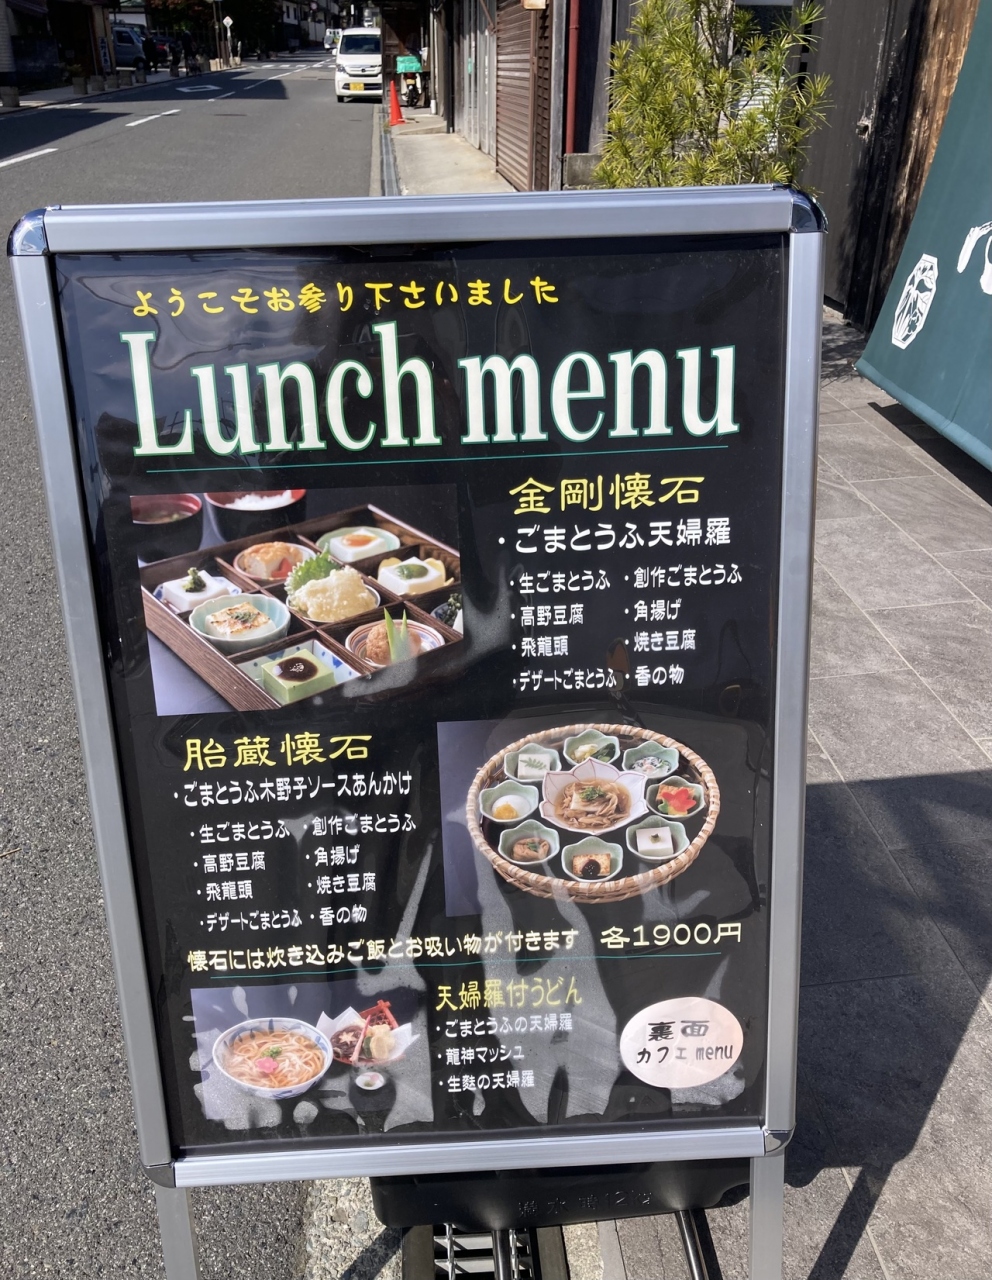 ようこそお参り下さいました
Lunch menu
金剛懐石
・ごまとうふ天婦羅
・生ごまとうふ ・創作ごまとうふ
・高野豆腐 ・角揚げ
・飛龍頭 ・焼き豆腐
・デザートごまとうふ ・香の物
胎蔵懐石
・ごまとうふ木野子ソースあんかけ
・生ごまとうふ ・創作ごまとうふ
・高野豆腐 ・角揚げ
・飛龍頭 ・焼き豆腐
・デザートごまとうふ ・香の物
懐石には炊き込みご飯とお吸い物が付きます 各1900円
天婦羅付うどん
・ごまとうふの天婦羅
・龍神マッシュ
・生麩の天婦羅
裏面
カフェ menu